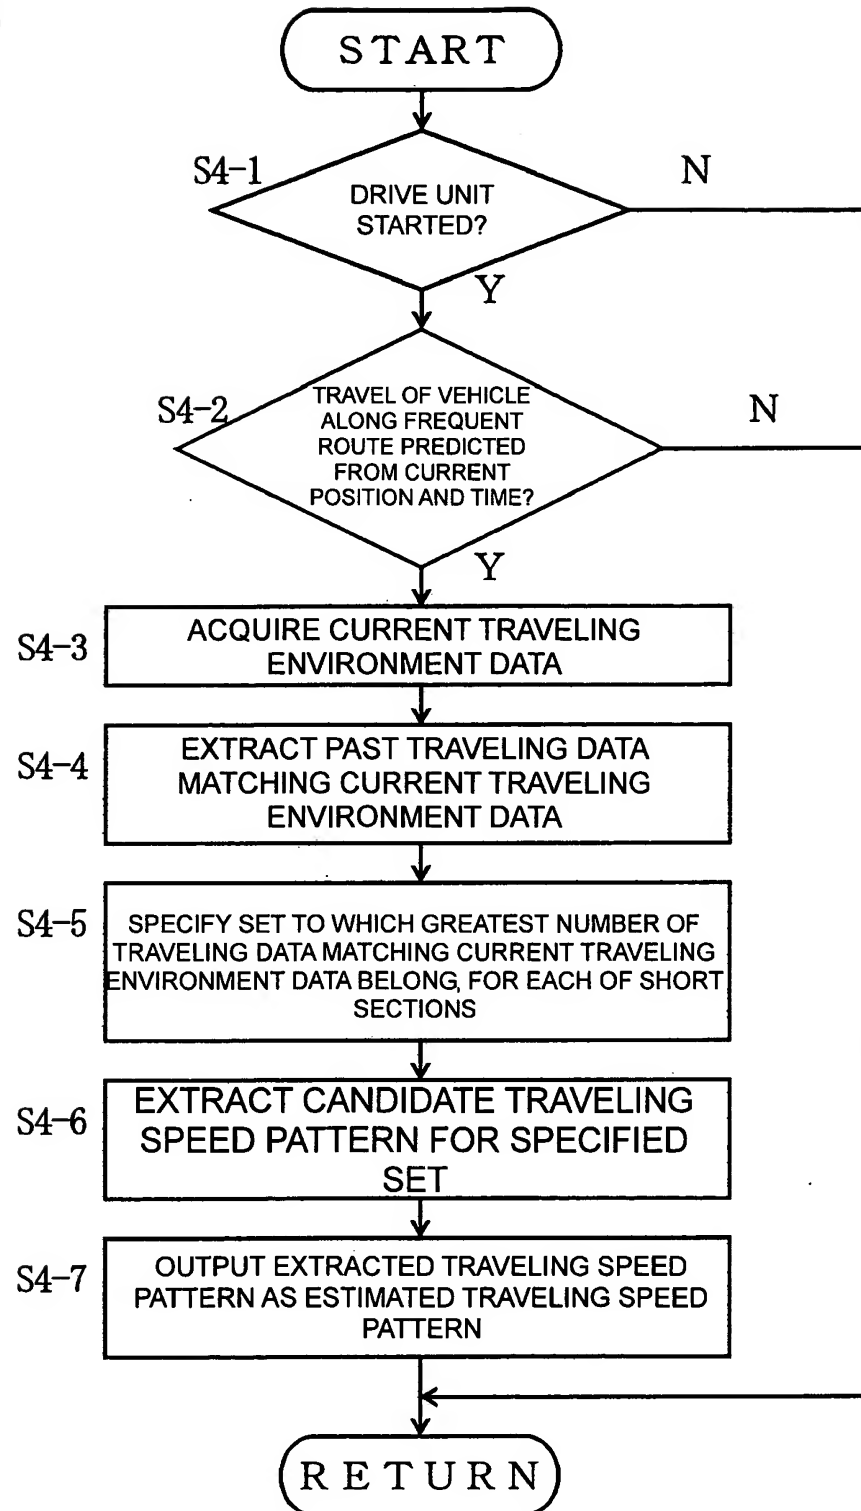 START
S4-1
N
DRIVE UNIT
STARTED?
Y
S4-2
N
TRAVEL OF VEHICLE
ALONG FREQUENT
ROUTE PREDICTED
FROM CURRENT
POSITION AND TIME?
Y
S4-3
ACQUIRE CURRENT TRAVELING
ENVIRONMENT DATA
S4-4
EXTRACT PAST TRAVELING DATA
MATCHING CURRENT TRAVELING
ENVIRONMENT DATA
S4-5
SPECIFY SET TO WHICH GREATEST NUMBER OF
TRAVELING DATA MATCHING CURRENT TRAVELING
ENVIRONMENT DATA BELONG, FOR EACH OF SHORT
SECTIONS
S4-6
EXTRACT CANDIDATE TRAVELING
SPEED PATTERN FOR SPECIFIED
SET
S4-7
OUTPUT EXTRACTED TRAVELING SPEED
PATTERN AS ESTIMATED TRAVELING SPEED
PATTERN
RETURN